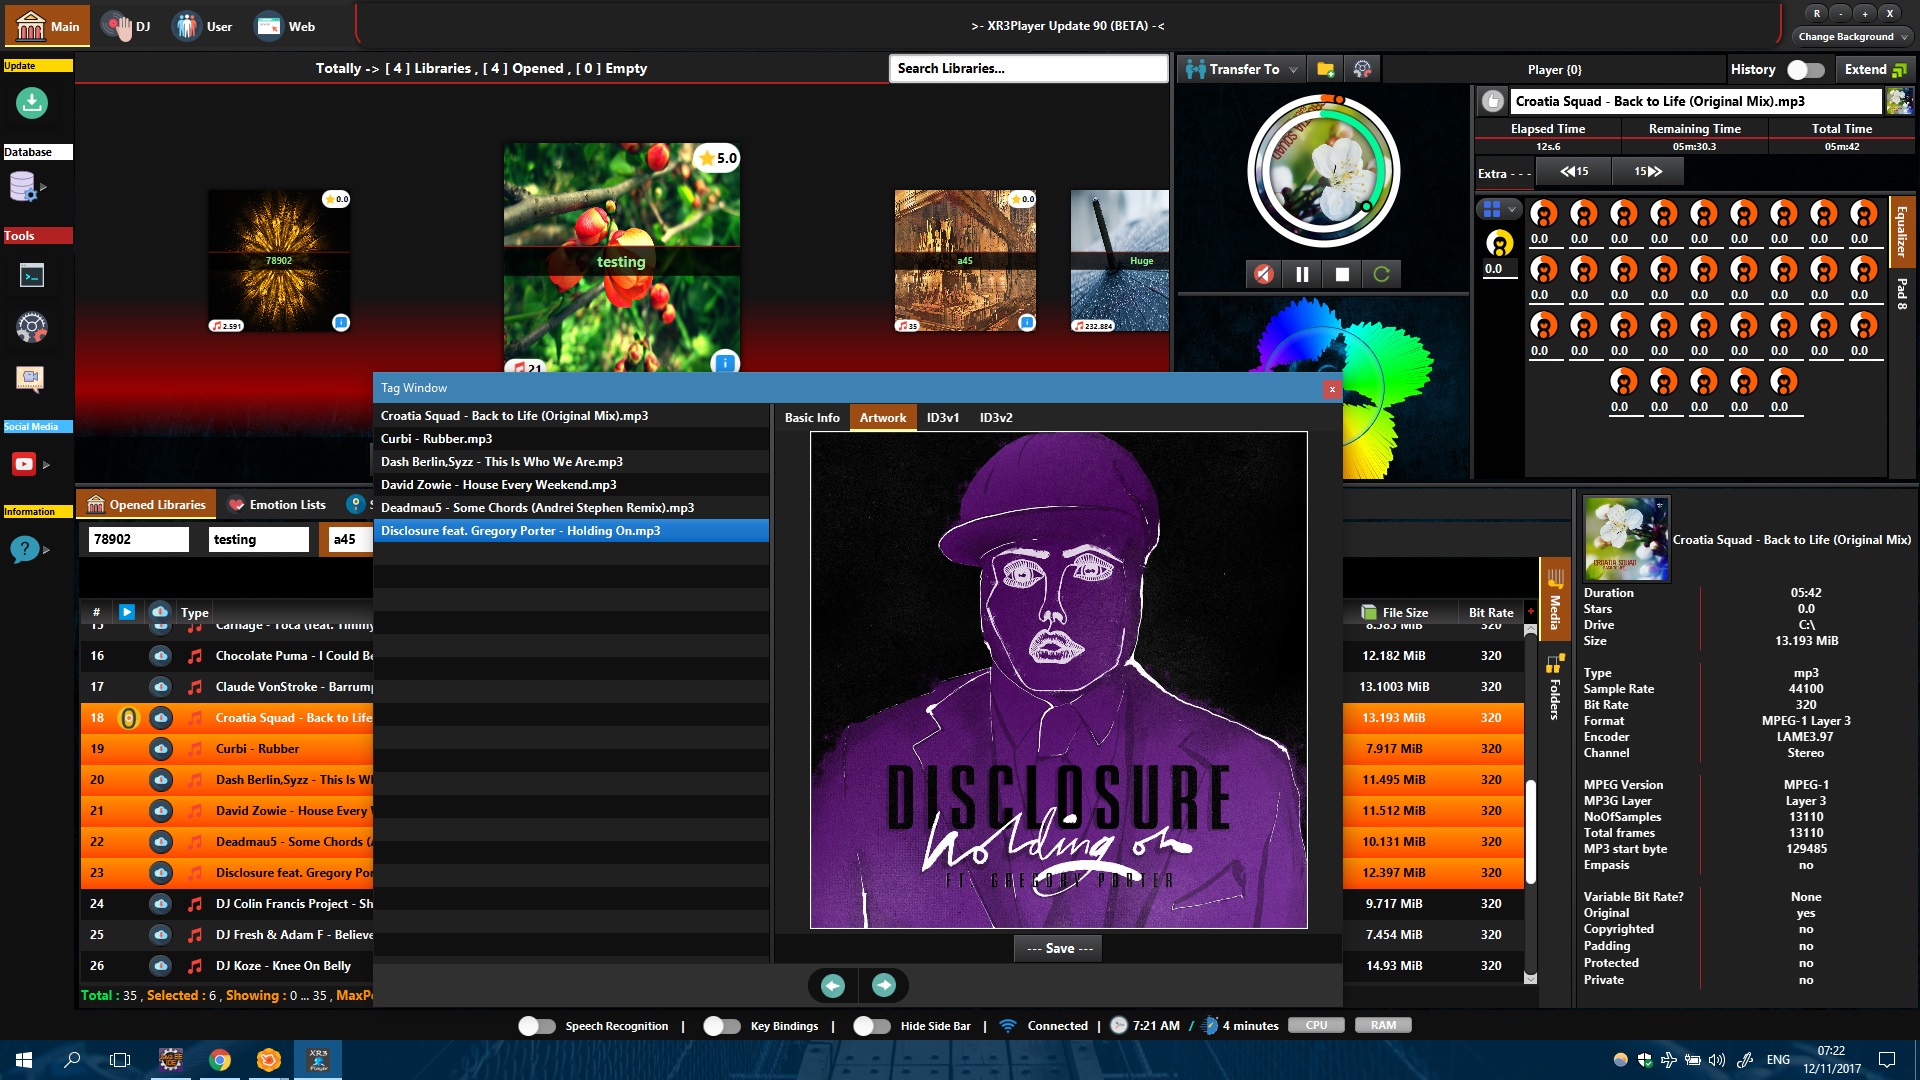 Main
DJ
User
Web
>- XR3Player Update 90 (BETA) -<
R - + X
Change Background
Update
Database
Tools
Social Media
Information
Totally -> [ 4 ] Libraries , [ 4 ] Opened , [ 0 ] Empty
Search Libraries...
0.0
78902
2.591
5.0
testing
21
0.0
a45
35
Huge
232.884
Transfer To
Player {0}
History
Extend
Croatia Squad - Back to Life (Original Mix).mp3
Elapsed Time Remaining Time Total Time
12s.6 05m:30.3 05m:42
Extra - - -
15
15
0.0
0.0 0.0 0.0 0.0 0.0 0.0 0.0 0.0 0.0
0.0 0.0 0.0 0.0 0.0 0.0 0.0 0.0 0.0
0.0 0.0 0.0 0.0 0.0 0.0 0.0 0.0 0.0
0.0 0.0 0.0 0.0 0.0
Equalizer
Pad 8
Tag Window
x
Croatia Squad - Back to Life (Original Mix).mp3
Curbi - Rubber.mp3
Dash Berlin,Syzz - This Is Who We Are.mp3
David Zowie - House Every Weekend.mp3
Deadmau5 - Some Chords (Andrei Stephen Remix).mp3
Disclosure feat. Gregory Porter - Holding On.mp3
Basic Info Artwork ID3v1 ID3v2
DISCLOSURE
holding on
FT. GREGORY PORTER
--- Save ---
Opened Libraries
Emotion Lists
S
78902
testing
a45
# Type
File Size Bit Rate
15 Carnage - Toca (feat. Timmy 8.585 MiB 320
16 Chocolate Puma - I Could Be 12.182 MiB 320
17 Claude VonStroke - Barrump 13.1003 MiB 320
18 Croatia Squad - Back to Life 13.193 MiB 320
19 Curbi - Rubber 7.917 MiB 320
20 Dash Berlin,Syzz - This Is W 11.495 MiB 320
21 David Zowie - House Every 11.512 MiB 320
22 Deadmau5 - Some Chords (A 10.131 MiB 320
23 Disclosure feat. Gregory Por 12.397 MiB 320
24 DJ Colin Francis Project - Sh 9.717 MiB 320
25 DJ Fresh & Adam F - Believe 7.454 MiB 320
26 DJ Koze - Knee On Belly 14.93 MiB 320
Total : 35 , Selected : 6 , Showing : 0 ... 35 , MaxP
Media
Folders
Croatia Squad - Back to Life (Original Mix)
Duration 05:42
Stars 0.0
Drive C:\
Size 13.193 MiB
Type mp3
Sample Rate 44100
Bit Rate 320
Format MPEG-1 Layer 3
Encoder LAME3.97
Channel Stereo
MPEG Version MPEG-1
MP3G Layer Layer 3
NoOfSamples 13110
Total frames 13110
MP3 start byte 129485
Empasis no
Variable Bit Rate? None
Original yes
Copyrighted no
Padding no
Protected no
Private no
Speech Recognition | Key Bindings | Hide Side Bar | Connected | 7:21 AM / 4 minutes CPU RAM
XR3
Player
ENG
07:22
12/11/2017